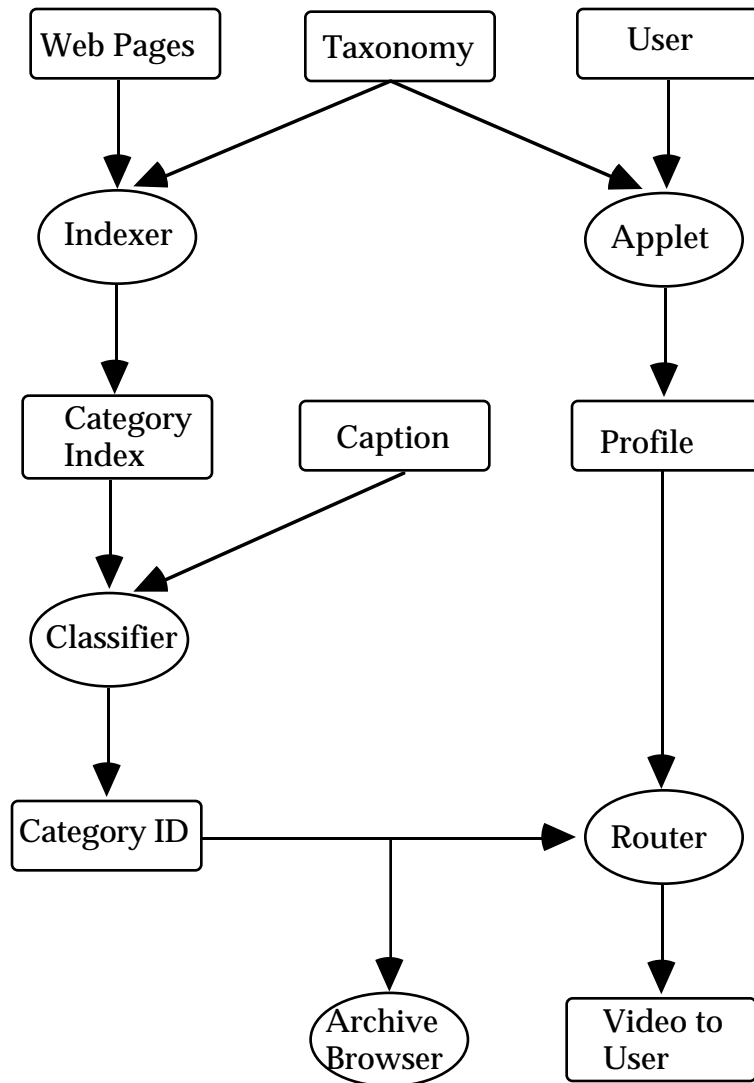 Web Pages
Taxonomy
User
Indexer
Applet
Category
Index
Caption
Profile
Classifier
Category ID
Router
Archive
Browser
Video to
User